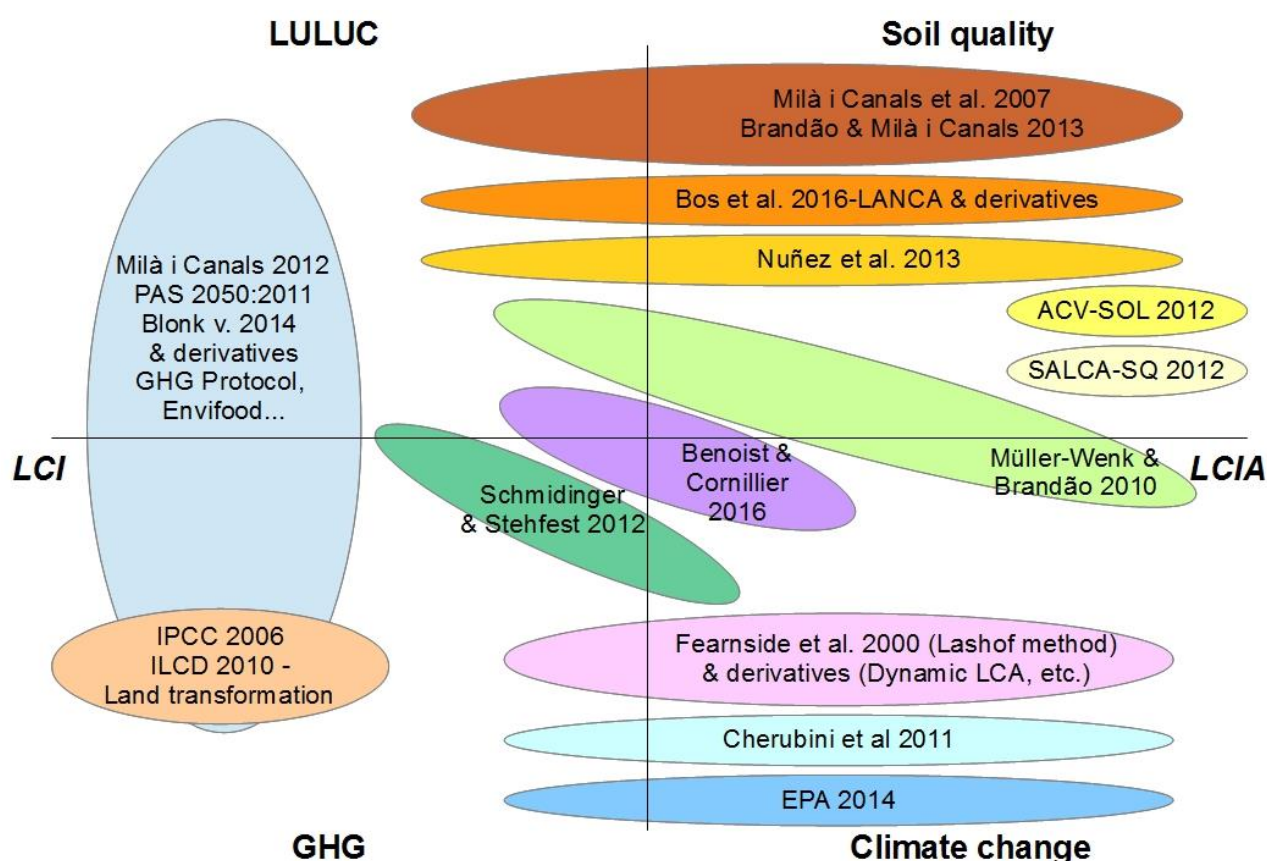 LULUC
Soil quality
Milà i Canals et al. 2007
Brandão & Milà i Canals 2013
Bos et al. 2016-LANCA & derivatives
Nuñez et al. 2013
ACV-SOL 2012
SALCA-SQ 2012
Milà i Canals 2012
PAS 2050:2011
Blonk v. 2014
& derivatives
GHG Protocol,
Envifood...
LCI
LCIA
Schmidinger
& Stehfest 2012
Benoist &
Cornillier
2016
Müller-Wenk &
Brandão 2010
IPCC 2006
ILCD 2010 -
Land transformation
Fearnside et al. 2000 (Lashof method)
& derivatives (Dynamic LCA, etc.)
Cherubini et al 2011
EPA 2014
GHG
Climate change